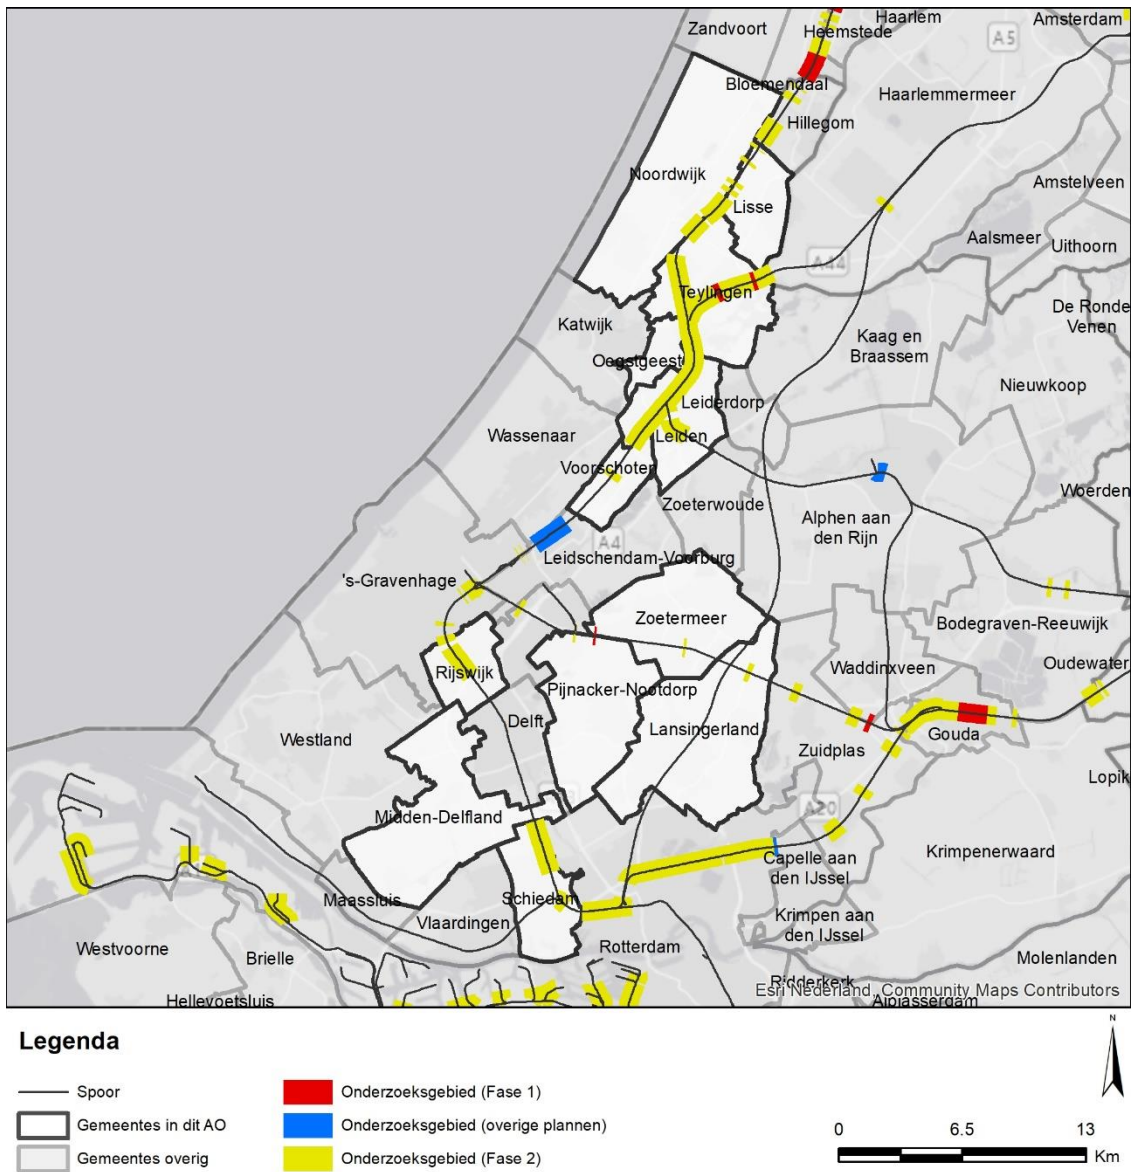 Haarlem
Amsterdam
Zandvoort
Heemstede
A5
Bloemendaal
Haarlemmermeer
Hillegom
Noordwijk
Amstelveen
Lisse
Aalsmeer
Uithoorn
A44
Teylingen
De Ronde
Venen
Katwijk
Kaag en
Braassem
Oegstgeest
Nieuwkoop
Leiderdorp
Wassenaar
Leiden
Voorschoten
Woerden
Zoeterwoude
Alphen aan
den Rijn
A4
Leidschendam-Voorburg
's-Gravenhage
Zoetermeer
Bodegraven-Reeuwijk
Waddinxveen
Oudewater
Rijswijk
Pijnacker-Nootdorp
Delft
Lansingerland
Westland
Gouda
Zuidplas
Lopik
A20
Midden-Delfland
Krimpenerwaard
Capelle aan
den IJssel
Maassluis
Schiedam
Vlaardingen
Krimpen aan
den IJssel
Westvoorne
Brielle
Rotterdam
Molenlanden
Ridderkerk
Hellevoetsluis
Alblasserdam
Esri Nederland, Community Maps Contributors
Legenda
N
Spoor
Onderzoeksgebied (Fase 1)
Gemeentes in dit AO
Onderzoeksgebied (overige plannen)
Gemeentes overig
Onderzoeksgebied (Fase 2)
0 6.5 13
Km